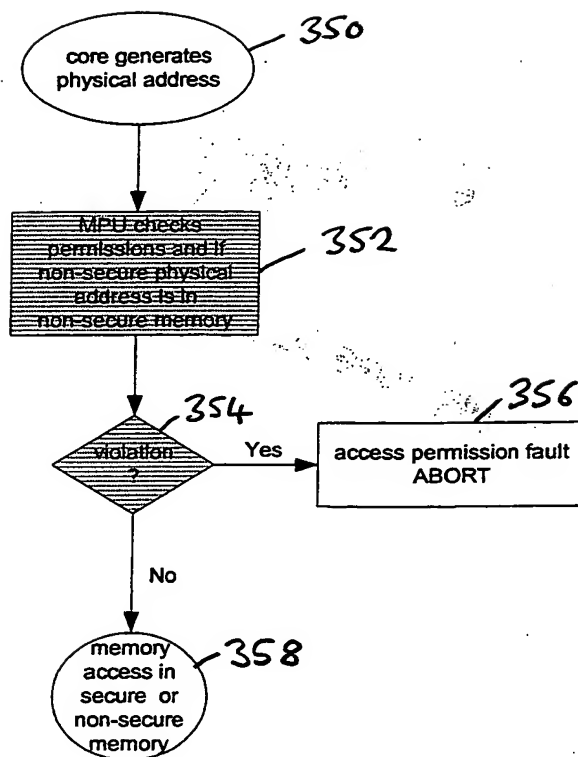 350
core generates
physical address
352
MPU checks
permissions and if
non-secure physical
address is in
non-secure memory
354
violation
?
Yes
356
access permission fault
ABORT
No
358
memory
access in
secure or
non-secure
memory